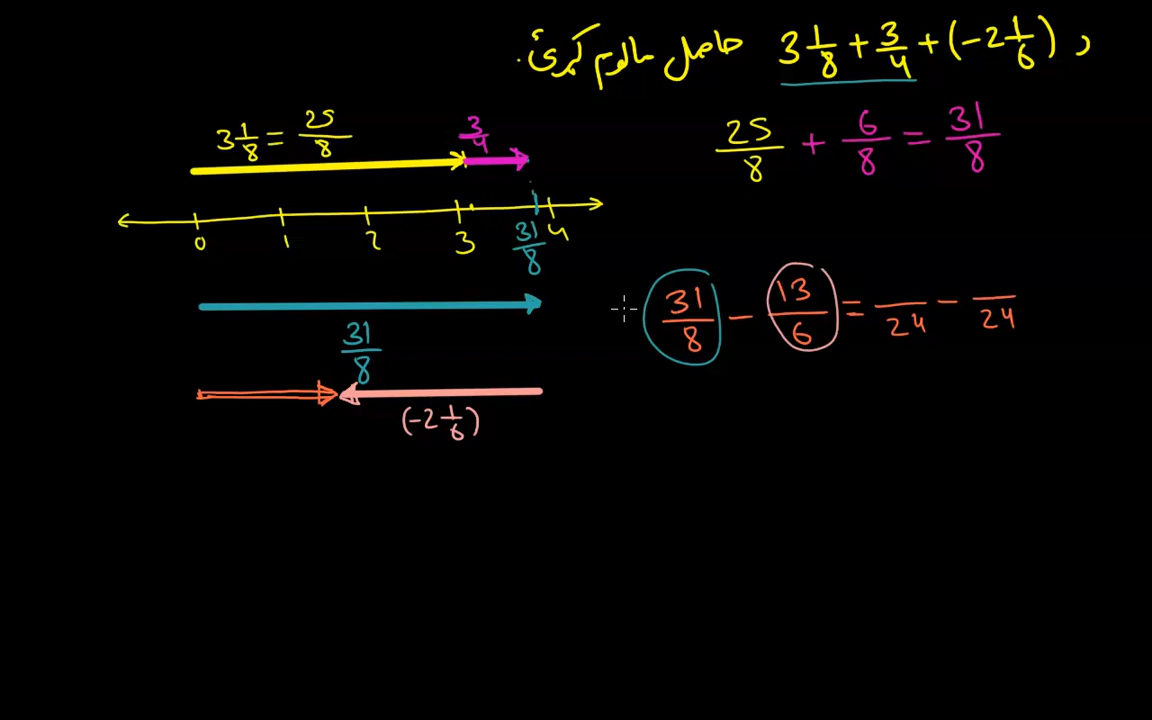 د 3 1/8 + 3/4 + (-2 1/6) حاصل مالوم کړئ.
25/8 + 6/8 = 31/8
3 1/8 = 25/8
3/4
0 1 2 3 31/8 4
31/8 - 13/6 = /24 - /24
31/8
(-2 1/6)